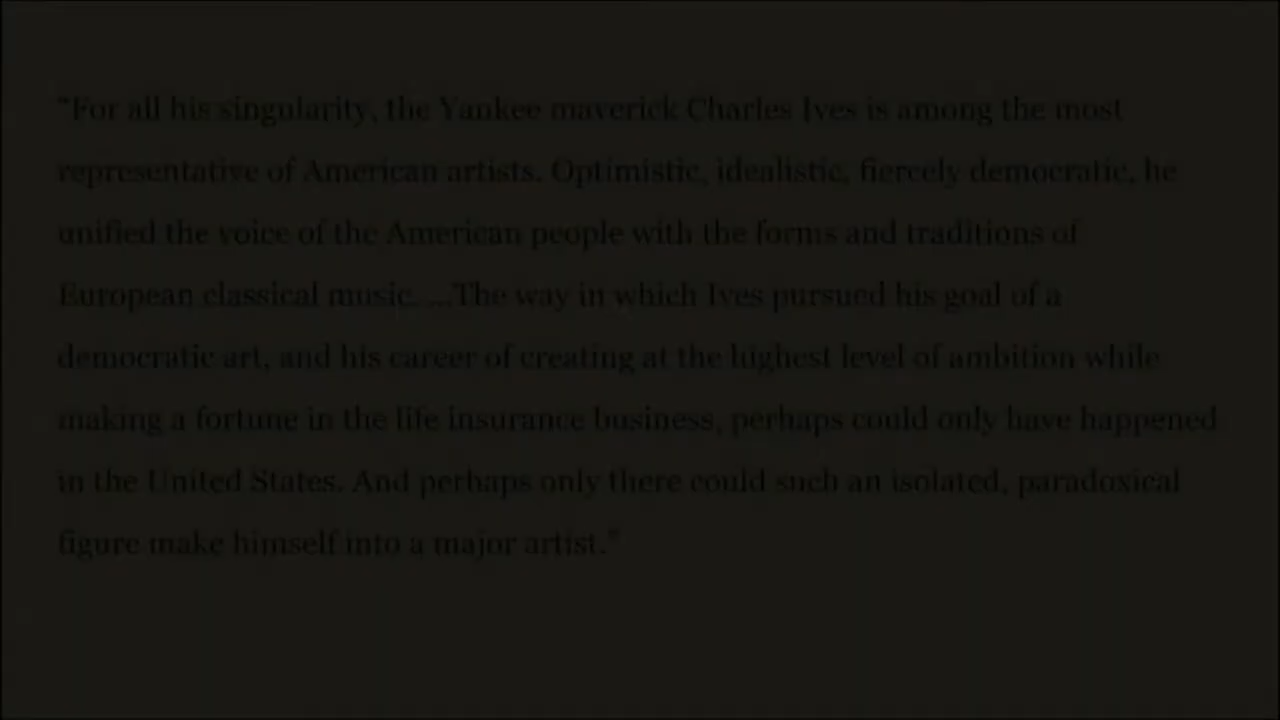 “For all his singularity, the Yankee maverick Charles Ives is among the most
representative of American artists. Optimistic, idealistic, fiercely democratic, he
unified the voice of the American people with the forms and traditions of
European classical music. ...The way in which Ives pursued his goal of a
democratic art, and his career of creating at the highest level of ambition while
making a fortune in the life insurance business, perhaps could only have happened
in the United States. And perhaps only there could such an isolated, paradoxical
figure make himself into a major artist.”